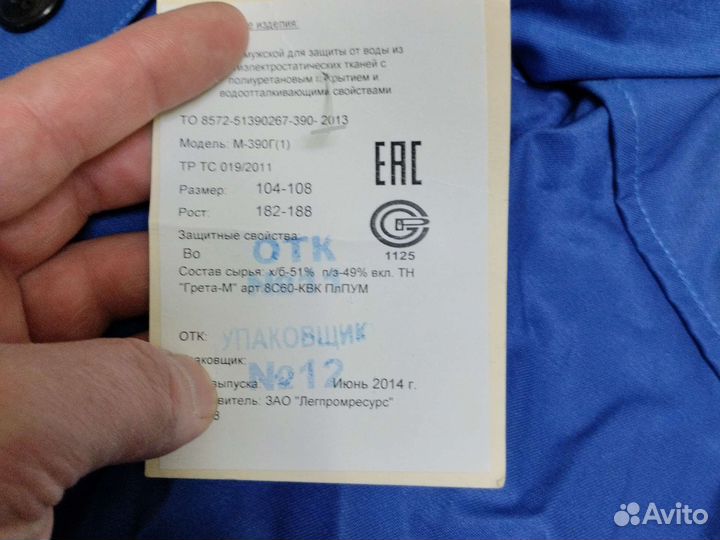 изделия:
мужской для защиты от воды из
тканей с
полиуретановым покрытием и
водоотталкивающими свойствами
ТО 8572-51390267-390- 2013
Модель: М-390Г(1)
ТР ТС 019/2011
Размер: 104-108
Рост: 182-188
Защитные свойства
Во
ОТК
EAC
1125
Состав сырья: х/б-51% п/э-49% вкл. ТН
"Грета-М" арт 8С60-КВК ПлПУМ
ОТК:
УПАКОВЩИК
аковщик:
№12
выпуска: Июнь 2014 г.
витель: ЗАО "Легпромресурс"
Avito